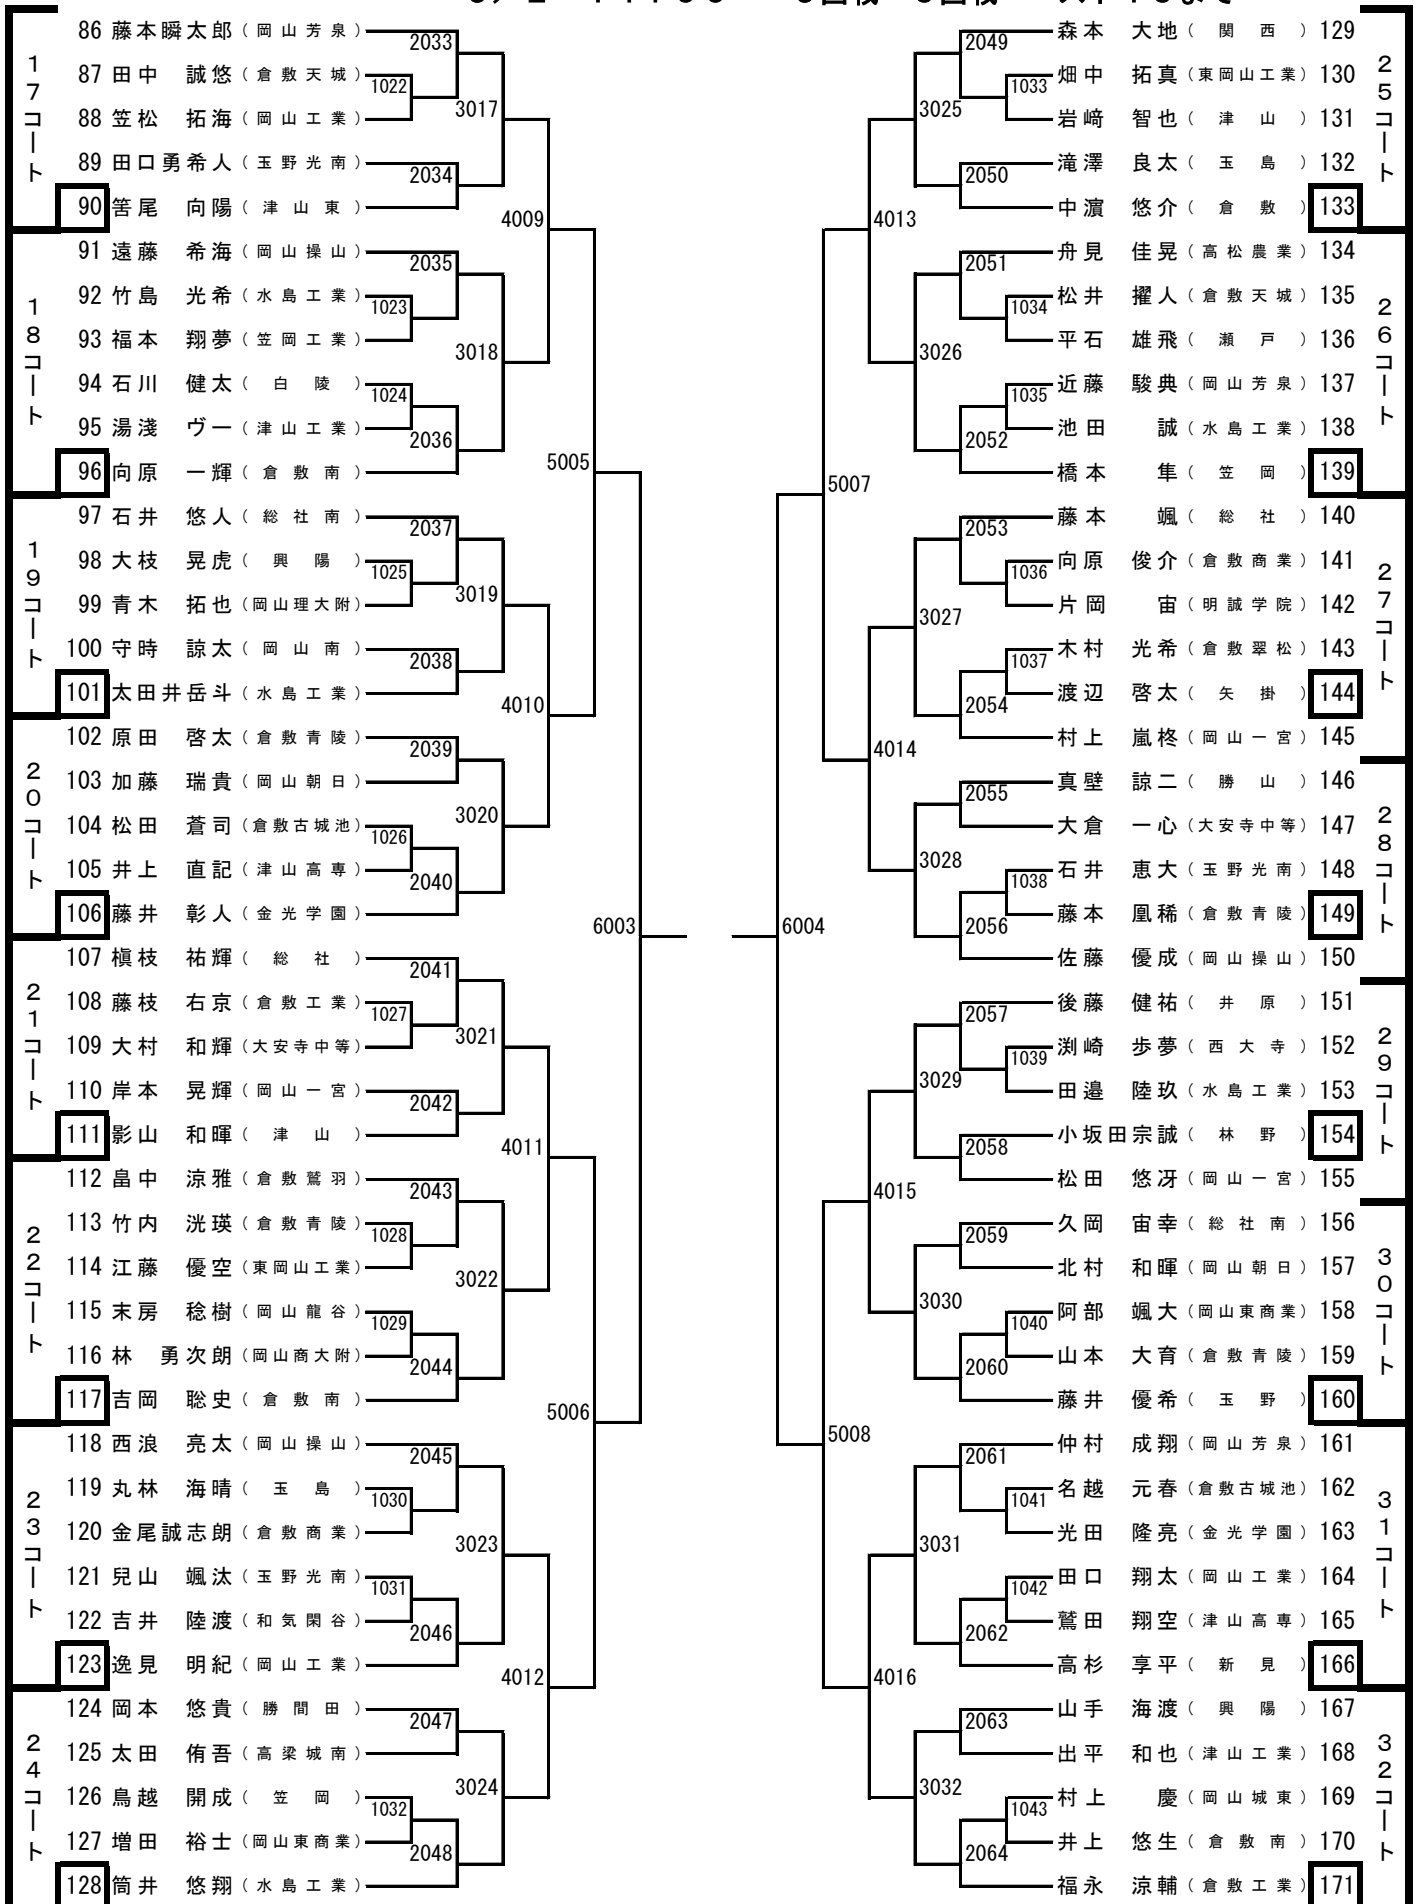 17コート
86 藤本瞬太郎（岡山芳泉）
87 田中 誠悠（倉敷天城）
88 笠松 拓海（岡山工業）
89 田口勇希人（玉野光南）
90 筈尾 向陽（津山東）
2033
1022
3017
2034
4009
18コート
91 遠藤 希海（岡山操山）
92 竹島 光希（水島工業）
93 福本 翔夢（笠岡工業）
94 石川 健太（白陵）
95 湯淺 ヴ一（津山工業）
96 向原 一輝（倉敷南）
2035
1023
3018
1024
2036
5005
19コート
97 石井 悠人（総社南）
98 大枝 晃虎（興陽）
99 青木 拓也（岡山理大附）
100 守時 諒太（岡山南）
101 太田井岳斗（水島工業）
2037
1025
3019
2038
4010
20コート
102 原田 啓太（倉敷青陵）
103 加藤 瑞貴（岡山朝日）
104 松田 蒼司（倉敷古城池）
105 井上 直記（津山高専）
106 藤井 彰人（金光学園）
2039
3020
1026
2040
6003
21コート
107 槇枝 祐輝（総社）
108 藤枝 右京（倉敷工業）
109 大村 和輝（大安寺中等）
110 岸本 晃輝（岡山一宮）
111 影山 和暉（津山）
2041
1027
3021
2042
4011
22コート
112 畠中 涼雅（倉敷鷲羽）
113 竹内 洸瑛（倉敷青陵）
114 江藤 優空（東岡山工業）
115 末房 稔樹（岡山龍谷）
116 林 勇次朗（岡山商大附）
117 吉岡 聡史（倉敷南）
2043
1028
3022
1029
2044
5006
23コート
118 西浪 亮太（岡山操山）
119 丸林 海晴（玉島）
120 金尾誠志朗（倉敷商業）
121 兒山 颯汰（玉野光南）
122 吉井 陸渡（和気閑谷）
123 逸見 明紀（岡山工業）
2045
1030
3023
1031
2046
4012
24コート
124 岡本 悠貴（勝間田）
125 太田 侑吾（高梁城南）
126 鳥越 開成（笠岡）
127 増田 裕士（岡山東商業）
128 筒井 悠翔（水島工業）
2047
3024
1032
2048
25コート
森本 大地（関西）129
畑中 拓真（東岡山工業）130
岩﨑 智也（津山）131
滝澤 良太（玉島）132
中濵 悠介（倉敷）133
2049
1033
3025
2050
4013
26コート
舟見 佳晃（高松農業）134
松井 擢人（倉敷天城）135
平石 雄飛（瀬戸）136
近藤 駿典（岡山芳泉）137
池田 誠（水島工業）138
橋本 隼（笠岡）139
2051
1034
3026
1035
2052
5007
27コート
藤本 颯（総社）140
向原 俊介（倉敷商業）141
片岡 宙（明誠学院）142
木村 光希（倉敷翠松）143
渡辺 啓太（矢掛）144
村上 嵐柊（岡山一宮）145
2053
1036
3027
1037
2054
4014
28コート
真壁 諒二（勝山）146
大倉 一心（大安寺中等）147
石井 恵大（玉野光南）148
藤本 凰稀（倉敷青陵）149
佐藤 優成（岡山操山）150
2055
3028
1038
2056
6004
29コート
後藤 健祐（井原）151
渕崎 歩夢（西大寺）152
田邉 陸玖（水島工業）153
小坂田宗誠（林野）154
松田 悠冴（岡山一宮）155
2057
1039
3029
2058
4015
30コート
久岡 宙幸（総社南）156
北村 和暉（岡山朝日）157
阿部 颯大（岡山東商業）158
山本 大育（倉敷青陵）159
藤井 優希（玉野）160
2059
3030
1040
2060
5008
31コート
仲村 成翔（岡山芳泉）161
名越 元春（倉敷古城池）162
光田 隆亮（金光学園）163
田口 翔太（岡山工業）164
鷲田 翔空（津山高専）165
高杉 享平（新見）166
2061
1041
3031
1042
2062
4016
32コート
山手 海渡（興陽）167
出平 和也（津山工業）168
村上 慶（岡山城東）169
井上 悠生（倉敷南）170
福永 涼輔（倉敷工業）171
2063
3032
1043
2064